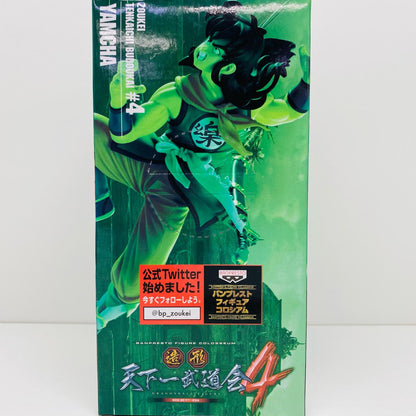 ZOUKEI
TENKAICHI BUDOUKAI #4
YAMCHA
楽
公式Twitter
始めました！
今すぐフォローしよう。
@bp_zoukei
BANPRESTO
バンプレスト
フィギュア
コロシアム
BANPRESTO FIGURE COLOSSEUM
造形
天下一武道会4